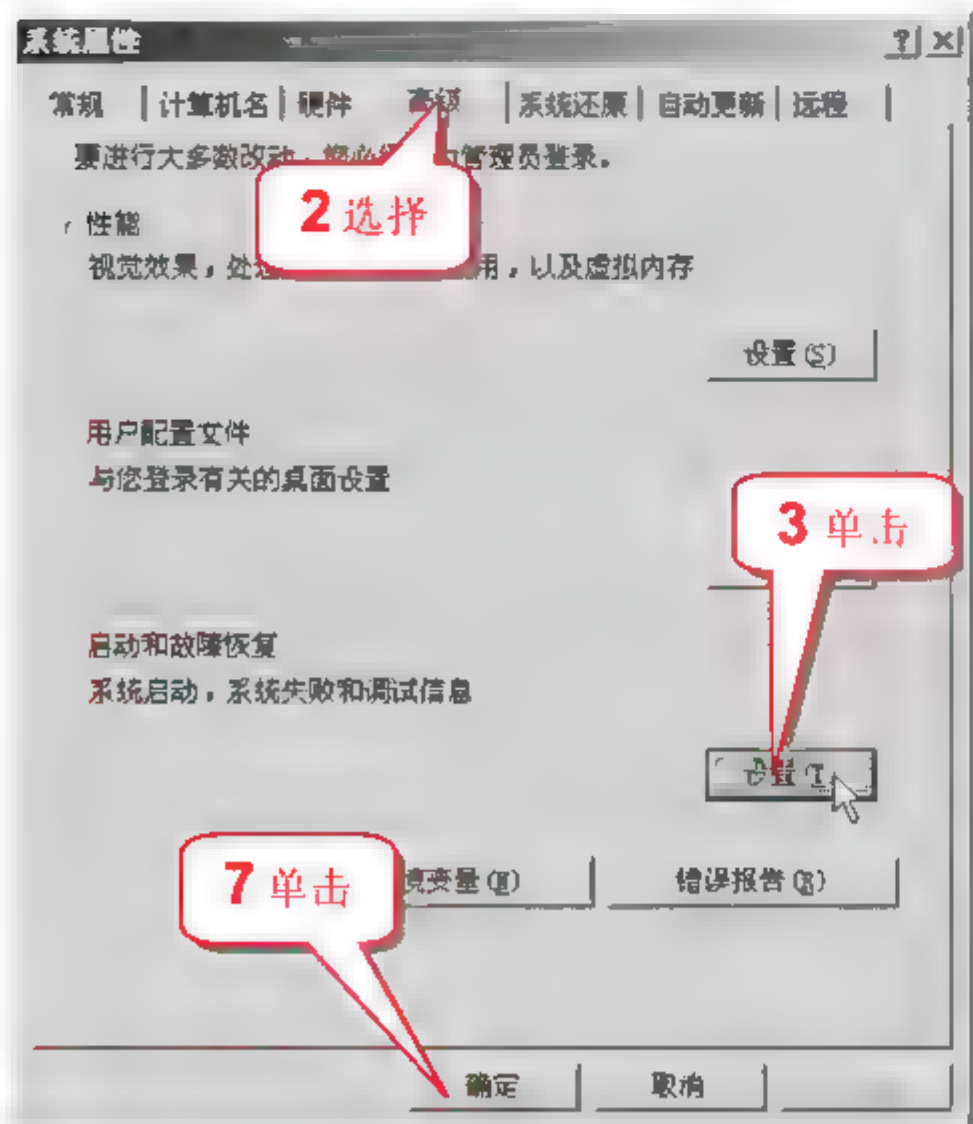 系统属性
常规 计算机名 硬件 高级 系统还原 自动更新 远程
要进行大多数改动 管理员登录。
2 选择
性能
视觉效果，处 用，以及虚拟内存
设置(S)
用户配置文件
与您登录有关的桌面设置
3 单击
启动和故障恢复
系统启动，系统失败和调试信息
设置(T)
7 单击
境变量(N)
错误报告(R)
确定
取消